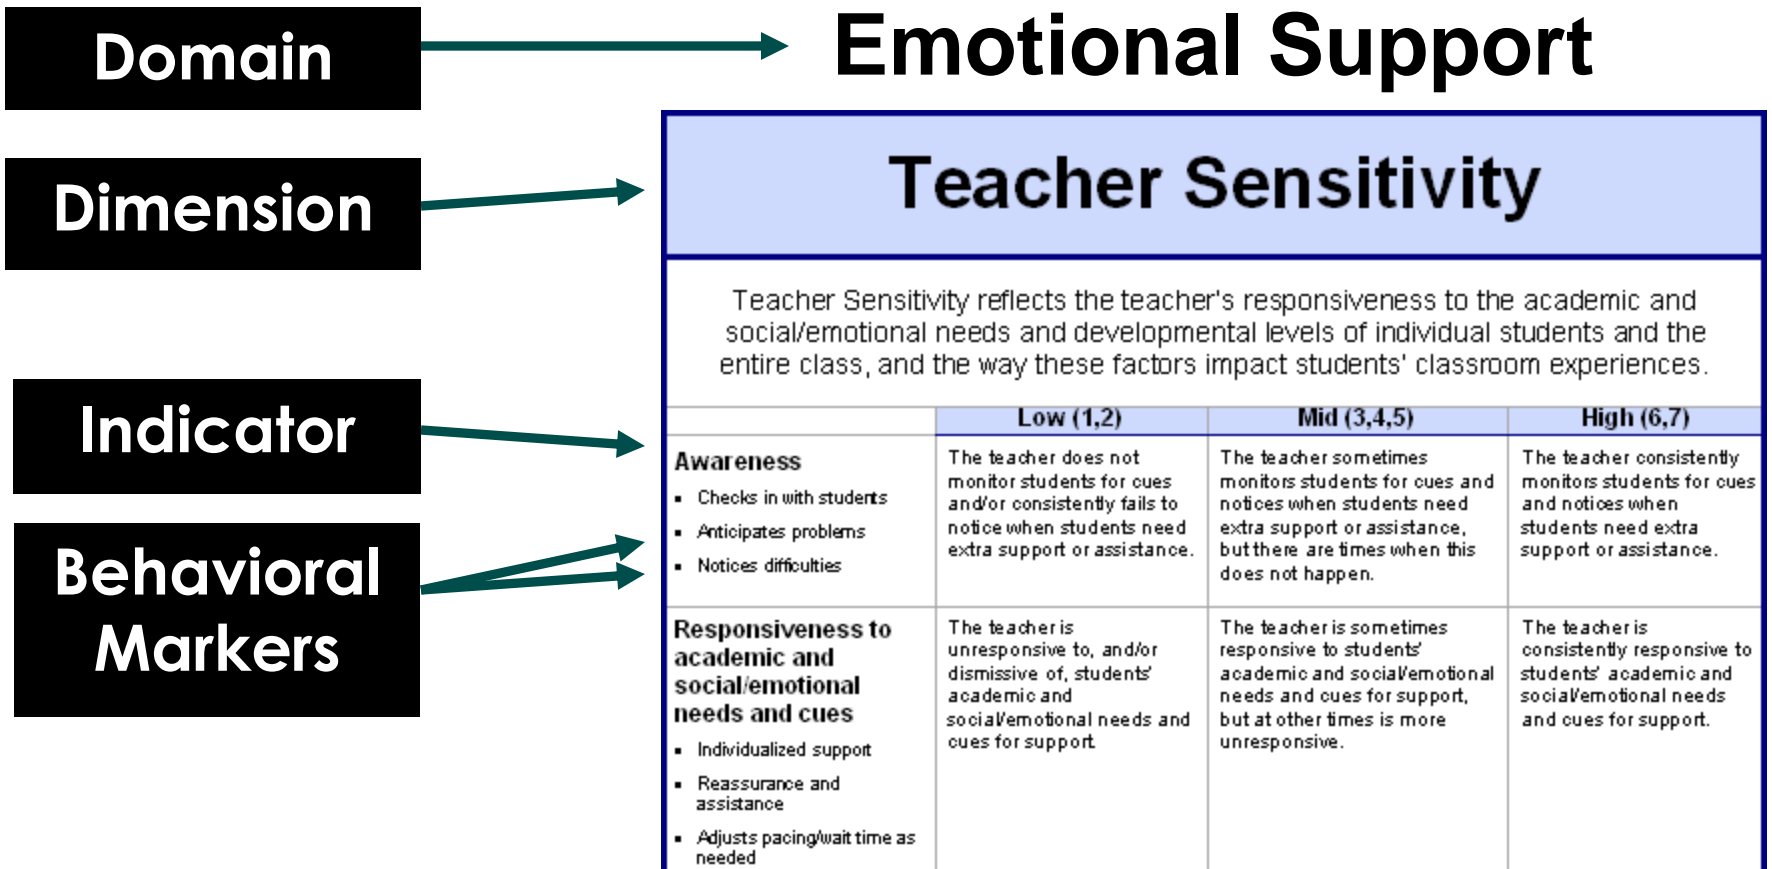 Domain
Emotional Support
Dimension
Teacher Sensitivity
Teacher Sensitivity reflects the teacher's responsiveness to the academic and
social/emotional needs and developmental levels of individual students and the
entire class, and the way these factors impact students' classroom experiences.
Indicator
Behavioral
Markers
Low (1,2)
Mid (3,4,5)
High (6,7)
Awareness
▪ Checks in with students
▪ Anticipates problems
▪ Notices difficulties
The teacher does not
monitor students for cues
and/or consistently fails to
notice when students need
extra support or assistance.
The teacher sometimes
monitors students for cues and
notices when students need
extra support or assistance,
but there are times when this
does not happen.
The teacher consistently
monitors students for cues
and notices when
students need extra
support or assistance.
Responsiveness to
academic and
social/emotional
needs and cues
▪ Individualized support
▪ Reassurance and
assistance
▪ Adjusts pacing/wait time as
needed
The teacher is
unresponsive to, and/or
dismissive of, students'
academic and
social/emotional needs and
cues for support.
The teacher is sometimes
responsive to students'
academic and social/emotional
needs and cues for support,
but at other times is more
unresponsive.
The teacher is
consistently responsive to
students' academic and
social/emotional needs
and cues for support.